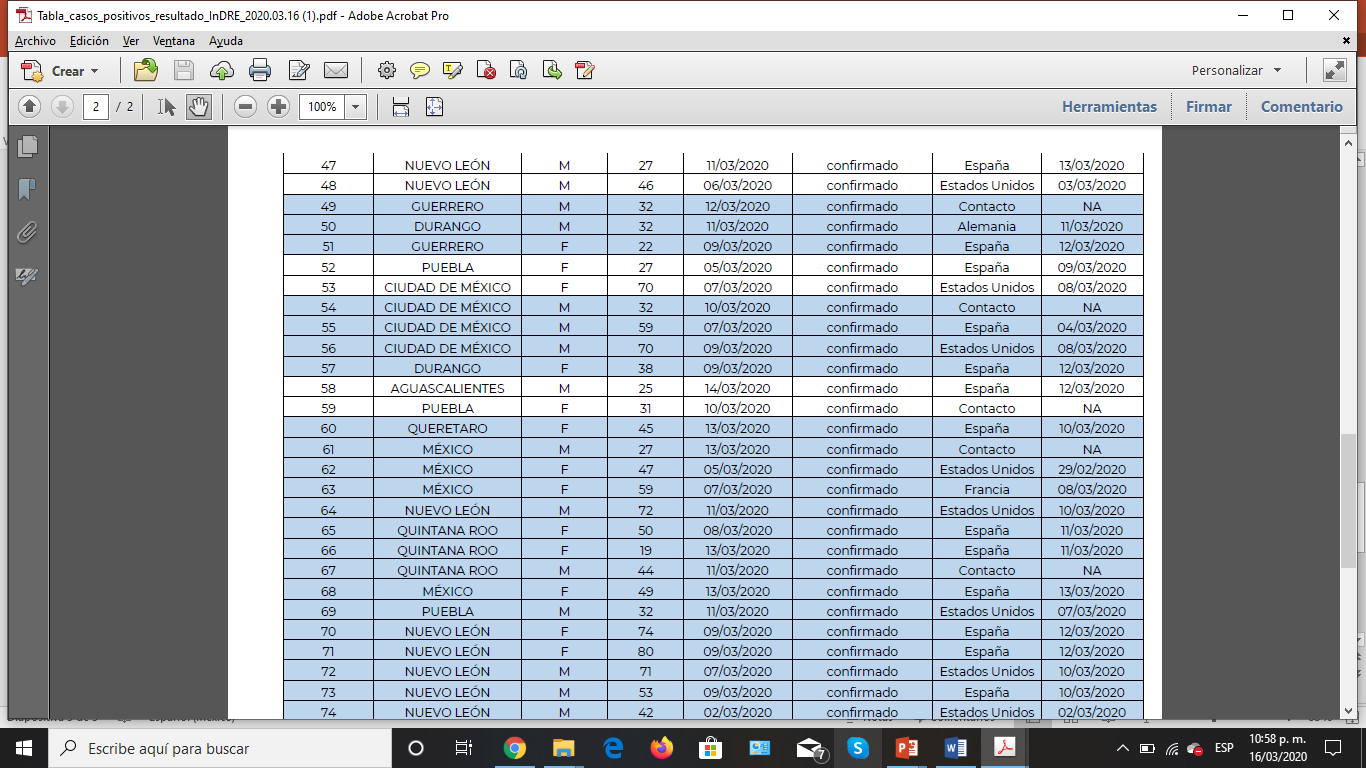 Tabla_casos_positivos_resultado_InDRE_2020.03.16 (1).pdf - Adobe Acrobat Pro
Archivo Edición Ver Ventana Ayuda
Crear Personalizar
2 / 2 100% Herramientas Firmar Comentario
47 NUEVO LEÓN M 27 11/03/2020 confirmado España 13/03/2020
48 NUEVO LEÓN M 46 06/03/2020 confirmado Estados Unidos 03/03/2020
49 GUERRERO M 32 12/03/2020 confirmado Contacto NA
50 DURANGO M 32 11/03/2020 confirmado Alemania 11/03/2020
51 GUERRERO F 22 09/03/2020 confirmado España 12/03/2020
52 PUEBLA F 27 05/03/2020 confirmado España 09/03/2020
53 CIUDAD DE MÉXICO F 70 07/03/2020 confirmado Estados Unidos 08/03/2020
54 CIUDAD DE MÉXICO M 32 10/03/2020 confirmado Contacto NA
55 CIUDAD DE MÉXICO M 59 07/03/2020 confirmado España 04/03/2020
56 CIUDAD DE MÉXICO M 70 09/03/2020 confirmado Estados Unidos 08/03/2020
57 DURANGO F 38 09/03/2020 confirmado España 12/03/2020
58 AGUASCALIENTES M 25 14/03/2020 confirmado España 12/03/2020
59 PUEBLA F 31 10/03/2020 confirmado Contacto NA
60 QUERETARO F 45 13/03/2020 confirmado España 10/03/2020
61 MÉXICO M 27 13/03/2020 confirmado Contacto NA
62 MÉXICO F 47 05/03/2020 confirmado Estados Unidos 29/02/2020
63 MÉXICO F 59 07/03/2020 confirmado Francia 08/03/2020
64 NUEVO LEÓN M 72 11/03/2020 confirmado Estados Unidos 10/03/2020
65 QUINTANA ROO F 50 08/03/2020 confirmado España 11/03/2020
66 QUINTANA ROO F 19 13/03/2020 confirmado España 11/03/2020
67 QUINTANA ROO M 44 11/03/2020 confirmado Contacto NA
68 MÉXICO F 49 13/03/2020 confirmado España 13/03/2020
69 PUEBLA M 32 11/03/2020 confirmado Estados Unidos 07/03/2020
70 NUEVO LEÓN F 74 09/03/2020 confirmado España 12/03/2020
71 NUEVO LEÓN F 80 09/03/2020 confirmado España 12/03/2020
72 NUEVO LEÓN M 71 07/03/2020 confirmado Estados Unidos 10/03/2020
73 NUEVO LEÓN M 53 09/03/2020 confirmado España 10/03/2020
74 NUEVO LEÓN M 42 02/03/2020 confirmado Estados Unidos 02/03/2020
Escribe aquí para buscar 7 ESP 10:58 p. m.
16/03/2020